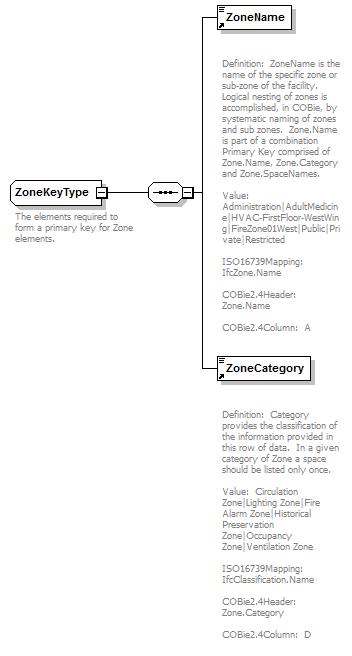 ZoneName
Definition:  ZoneName is the
name of the specific zone or
sub-zone of the facility.
Logical nesting of zones is
accomplished, in COBie, by
systematic naming of zones
and sub zones.  Zone.Name
is part of a combination
Primary Key comprised of
Zone.Name, Zone.Category
and Zone.SpaceNames.
Value:
Administration|AdultMedicin
e|HVAC-FirstFloor-WestWin
g|FireZone01West|Public|Pri
vate|Restricted
ISO16739Mapping:
IfcZone.Name
COBie2.4Header:
Zone.Name
COBie2.4Column:  A
ZoneKeyType
The elements required to
form a primary key for Zone
elements.
ZoneCategory
Definition:  Category
provides the classification of
the information provided in
this row of data.  In a given
category of Zone a space
should be listed only once.
Value:  Circulation
Zone|Lighting Zone|Fire
Alarm Zone|Historical
Preservation
Zone|Occupancy
Zone|Ventilation Zone
ISO16739Mapping:
IfcClassification.Name
COBie2.4Header:
Zone.Category
COBie2.4Column:  D